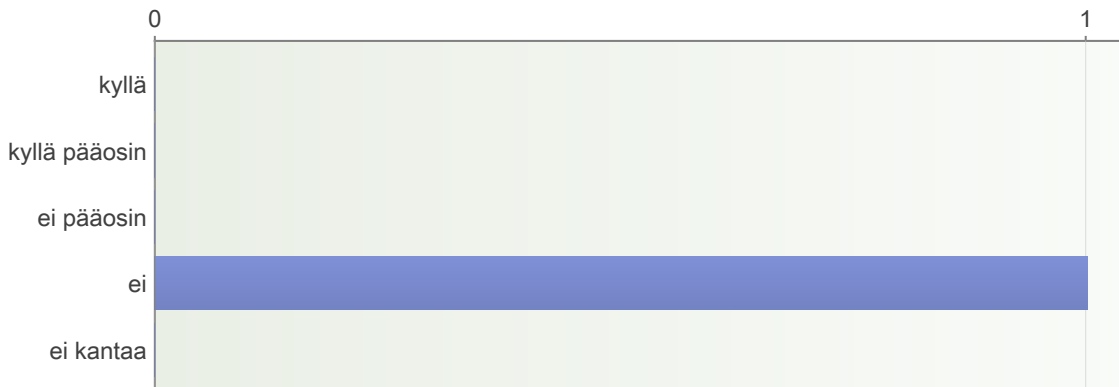 0 1
kyllä
kyllä pääosin
ei pääosin
ei
ei kantaa